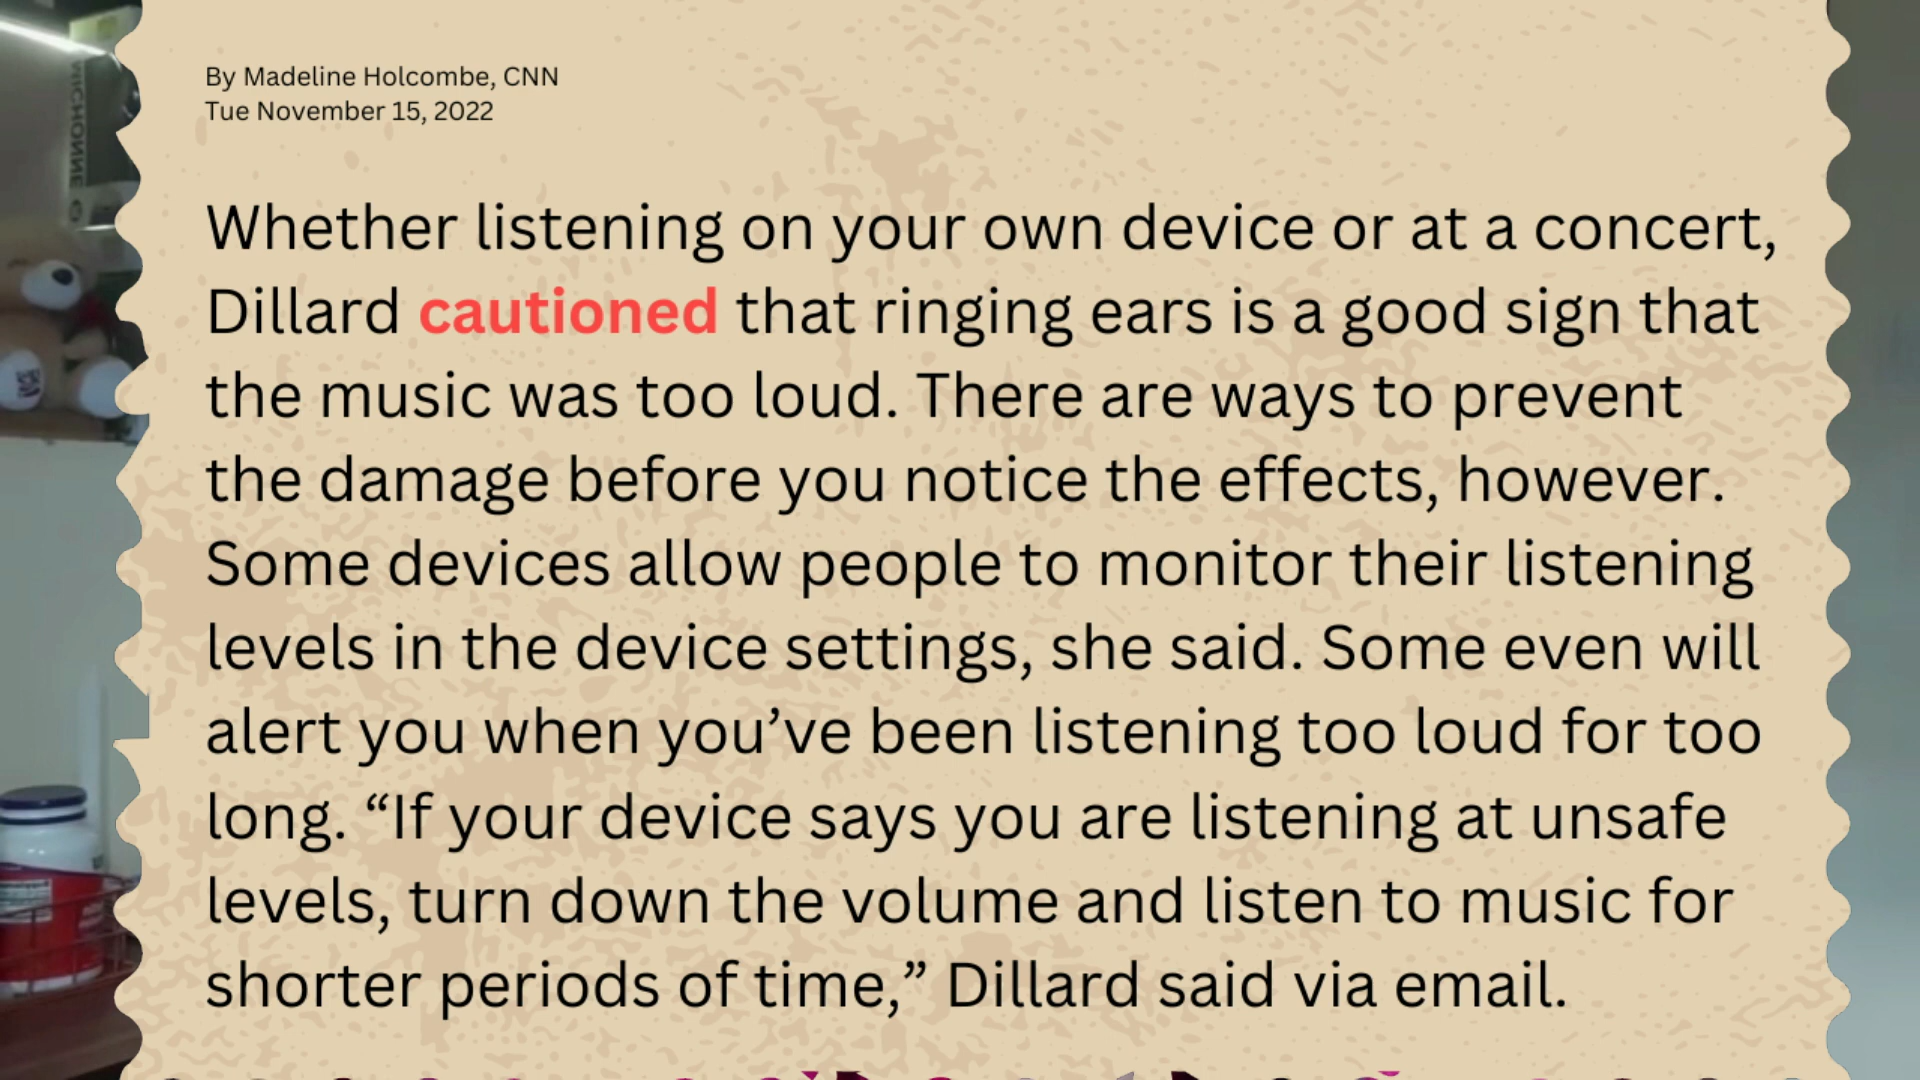 By Madeline Holcombe, CNN
Tue November 15, 2022
Whether listening on your own device or at a concert,
Dillard cautioned that ringing ears is a good sign that
the music was too loud. There are ways to prevent
the damage before you notice the effects, however.
Some devices allow people to monitor their listening
levels in the device settings, she said. Some even will
alert you when you’ve been listening too loud for too
long. “If your device says you are listening at unsafe
levels, turn down the volume and listen to music for
shorter periods of time,” Dillard said via email.
MICHONNE